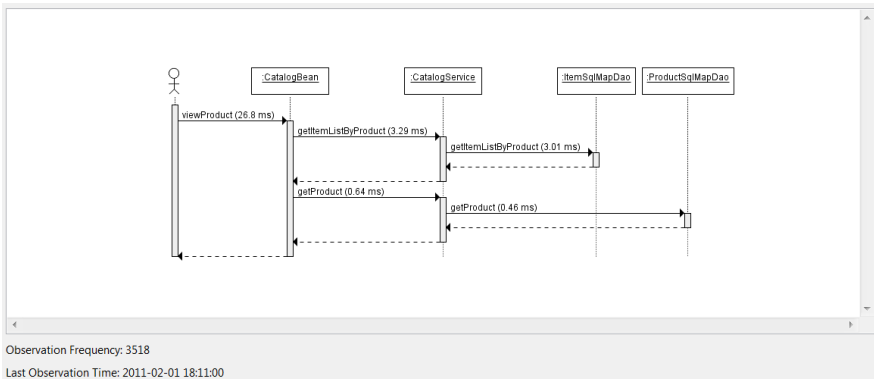 :CatalogBean
:CatalogService
:ItemSqlMapDao
:ProductSqlMapDao
viewProduct (26.8 ms)
getItemListByProduct (3.29 ms)
getItemListByProduct (3.01 ms)
getProduct (0.64 ms)
getProduct (0.46 ms)
Observation Frequency: 3518
Last Observation Time: 2011-02-01 18:11:00